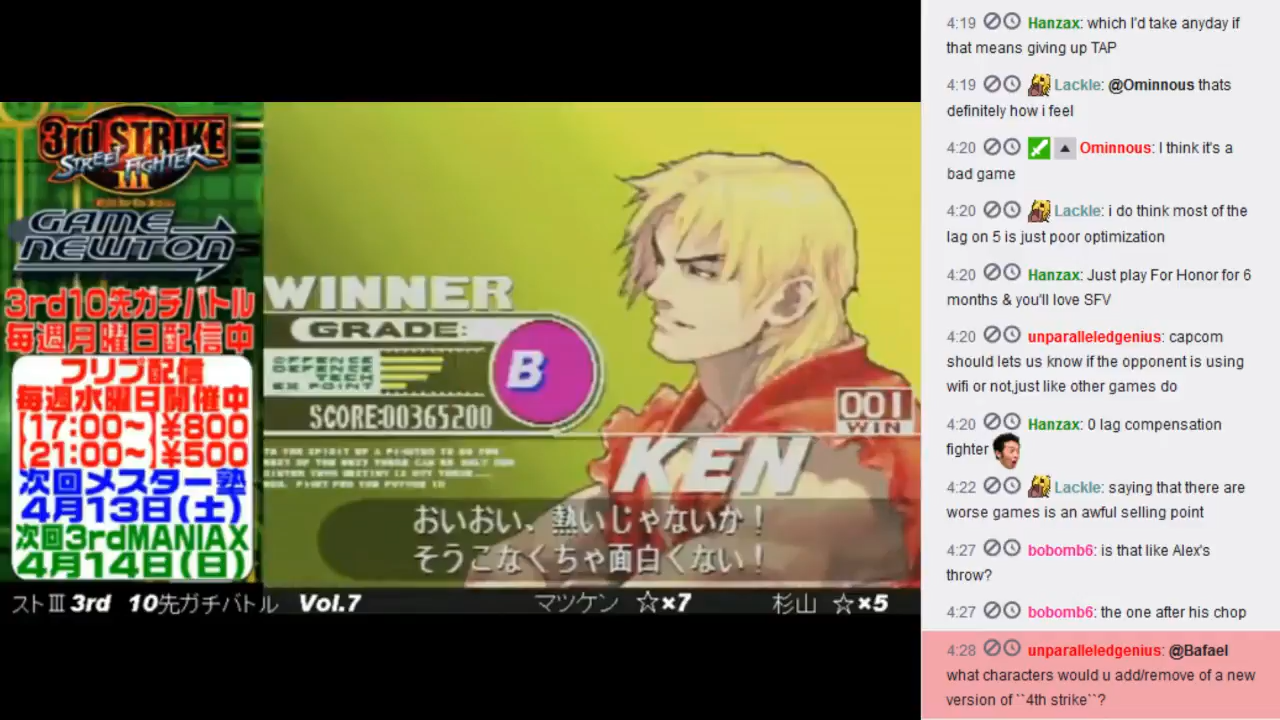 3rd STRIKE
STREET FIGHTER
III
GAME
NEWTON
3rd10先ガチバトル
毎週月曜日配信中
フリプ配信
毎週水曜日開催中
[17:00~]¥800
[21:00~]¥500
次回メスター塾
4月13日(土)
次回3rdMANIAX
4月14日(日)
WINNER
GRADE:
B
SCORE:00365200
001
WIN
KEN
おいおい、熱いじゃないか!
そうこなくちゃ面白くない!
ストⅢ3rd 10先ガチバトル Vol.7 マツケン ☆×7 杉山 ☆×5
4:19 Hanzax: which I'd take anyday if
that means giving up TAP
4:19 Lackle: @Ominnous thats
definitely how i feel
4:20 Ominnous: I think it's a
bad game
4:20 Lackle: i do think most of the
lag on 5 is just poor optimization
4:20 Hanzax: Just play For Honor for 6
months & you'll love SFV
4:20 unparalleledgenius: capcom
should lets us know if the opponent is using
wifi or not,just like other games do
4:20 Hanzax: 0 lag compensation
fighter
4:22 Lackle: saying that there are
worse games is an awful selling point
4:27 bobomb6: is that like Alex's
throw?
4:27 bobomb6: the one after his chop
4:28 unparalleledgenius: @Bafael
what characters would u add/remove of a new
version of ``4th strike``?